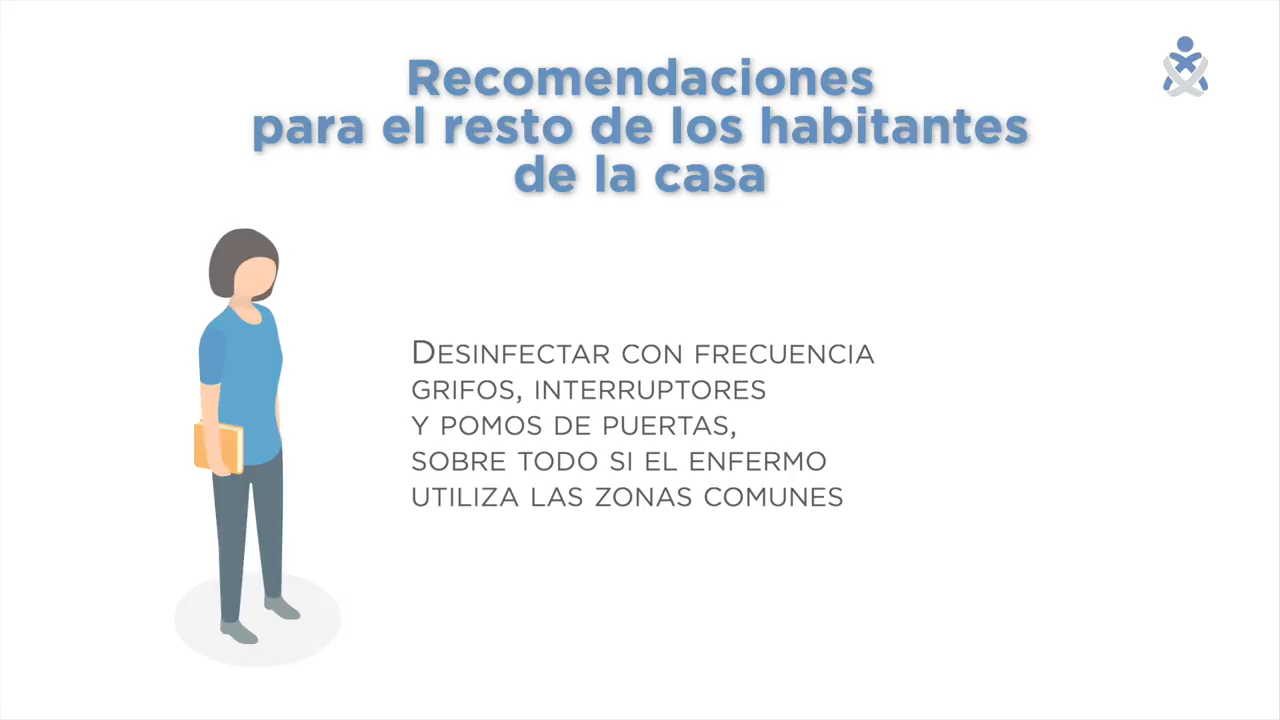 Recomendaciones
para el resto de los habitantes
de la casa
DESINFECTAR CON FRECUENCIA
GRIFOS, INTERRUPTORES
Y POMOS DE PUERTAS,
SOBRE TODO SI EL ENFERMO
UTILIZA LAS ZONAS COMUNES